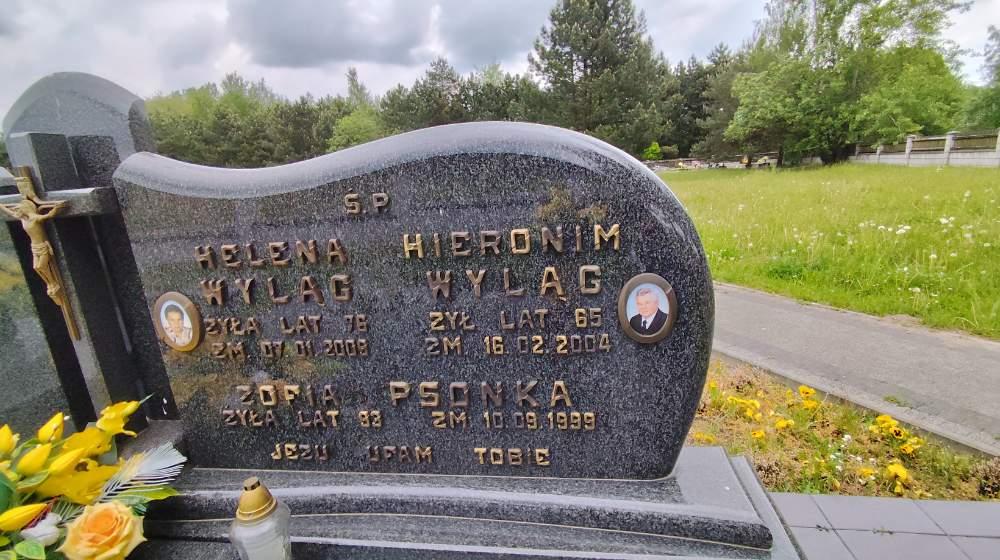 Ś.P
HELENA
WYLĄG
ŻYŁA LAT 78
ZM 07 01 2008
HIERONIM
WYLĄG
ŻYŁ LAT 65
ZM 16.02.2004
ZOFIA PSONKA
ŻYŁA LAT 93 ZM 10.09.1999
JEZU UFAM TOBIE